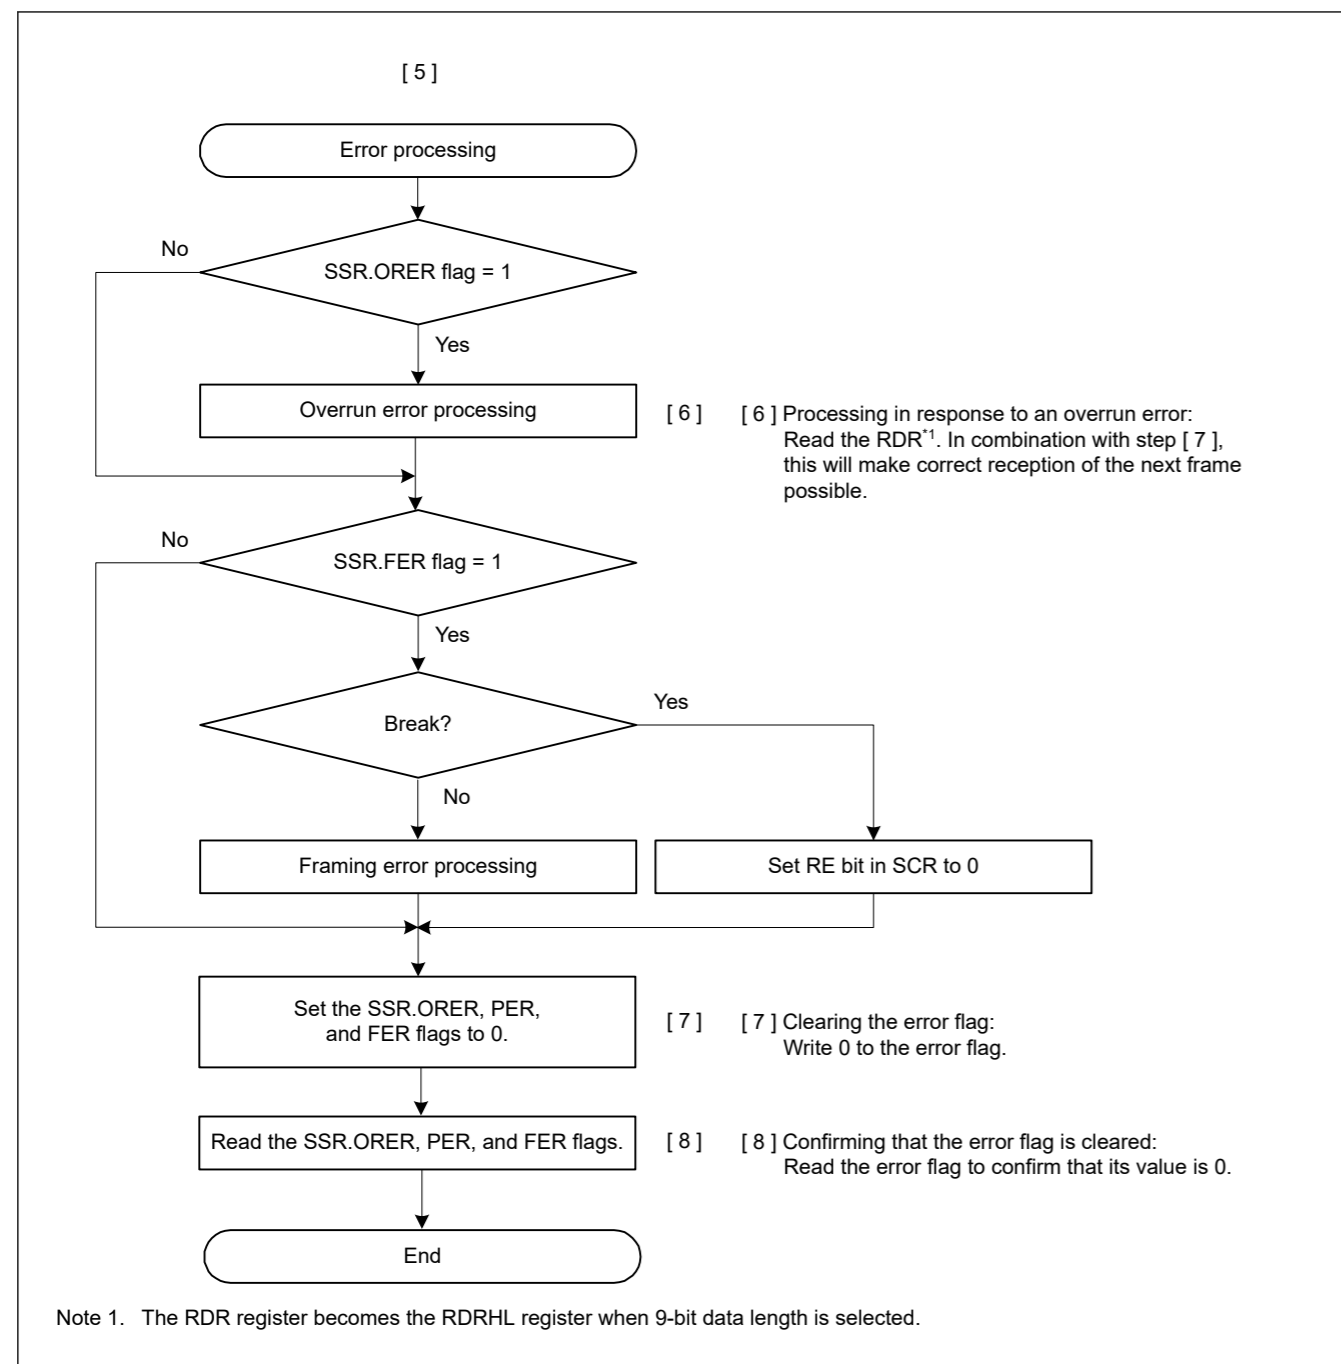 [ 5 ]
Error processing
No
SSR.ORER flag = 1
Yes
Overrun error processing
[ 6 ]
[ 6 ] Processing in response to an overrun error:
Read the RDR*1. In combination with step [ 7 ],
this will make correct reception of the next frame
possible.
No
SSR.FER flag = 1
Yes
Break?
Yes
No
Framing error processing
Set RE bit in SCR to 0
Set the SSR.ORER, PER,
and FER flags to 0.
[ 7 ]
[ 7 ] Clearing the error flag:
Write 0 to the error flag.
Read the SSR.ORER, PER, and FER flags.
[ 8 ]
[ 8 ] Confirming that the error flag is cleared:
Read the error flag to confirm that its value is 0.
End
Note 1. The RDR register becomes the RDRHL register when 9-bit data length is selected.